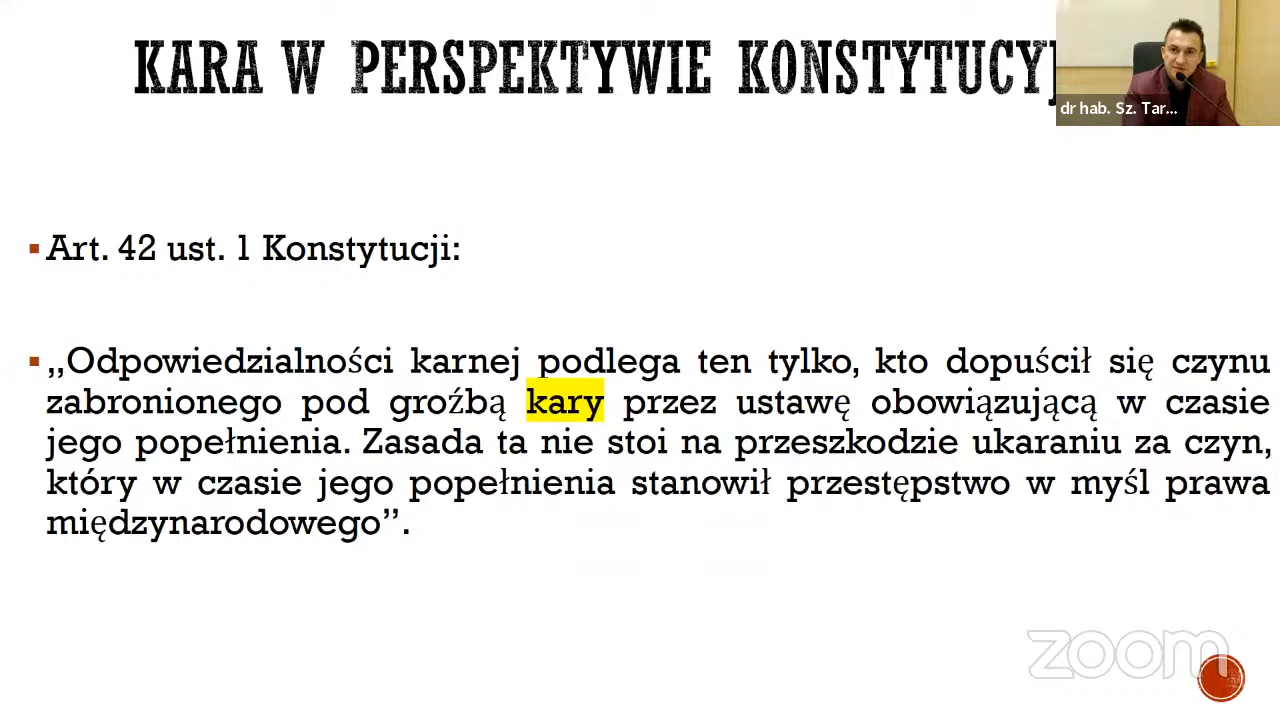 KARA W PERSPEKTYWIE
dr hab. Sz. Tar...
Art. 42 ust. 1 Konstytucji:
„Odpowiedzialności karnej podlega ten tylko, kto dopuścił się czynu
zabronionego pod groźbą kary przez ustawę obowiązującą w czasie
jego popełnienia. Zasada ta nie stoi na przeszkodzie ukaraniu za czyn,
który w czasie jego popełnienia stanowił przestępstwo w myśl prawa
międzynarodowego”.
zoom